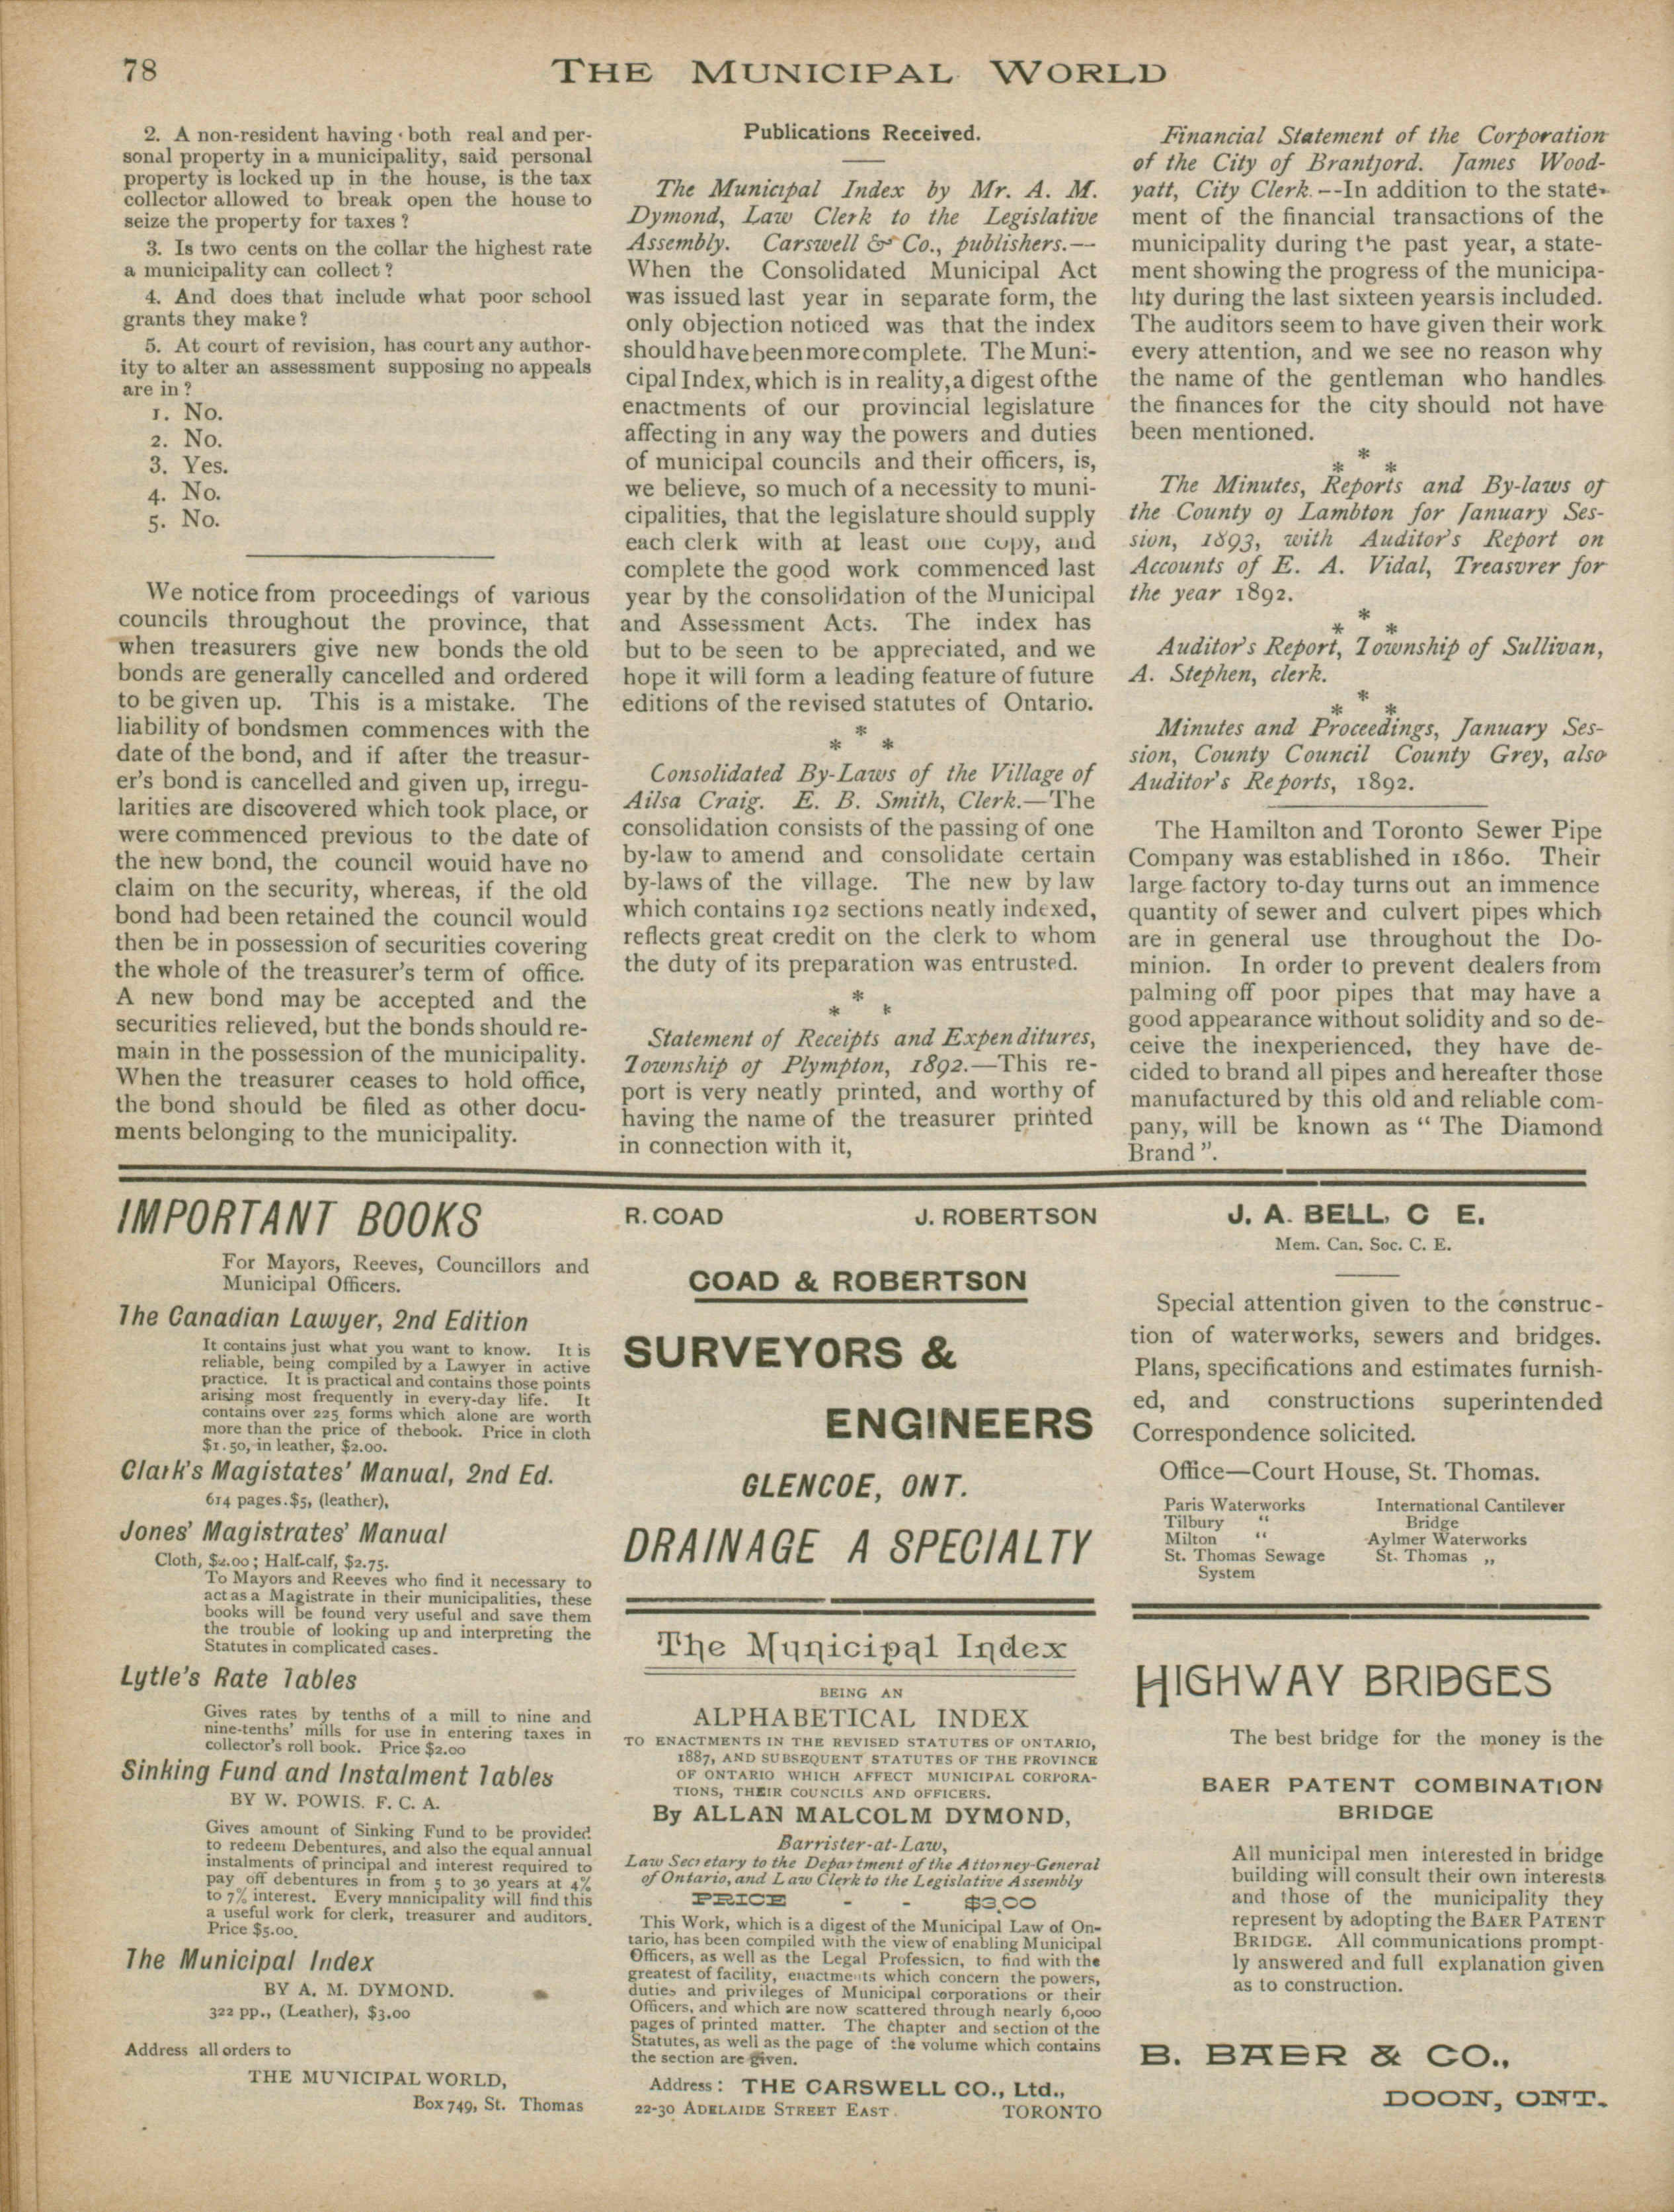 78
THE MUNICIPAL WORLD
2. A non-resident having both real and per-
sonal property in a municipality, said personal
property is locked up in the house, is the tax
collector allowed to break open the house to
seize the property for taxes ?
3. Is two cents on the collar the highest rate
a municipality can collect ?
4. And does that include what poor school
grants they make ?
5. At court of revision, has court any author-
ity to alter an assessment supposing no appeals
are in ?
1. No.
2. No.
3. Yes.
4. No.
5. No.
We notice from proceedings of various
councils throughout the province, that
when treasurers give new bonds the old
bonds are generally cancelled and ordered
to be given up. This is a mistake. The
liability of bondsmen commences with the
date of the bond, and if after the treasur-
er's bond is cancelled and given up, irregu-
larities are discovered which took place, or
were commenced previous to the date of
the new bond, the council wouid have no
claim on the security, whereas, if the old
bond had been retained the council would
then be in possession of securities covering
the whole of the treasurer's term of office.
A new bond may be accepted and the
securities relieved, but the bonds should re-
main in the possession of the municipality.
When the treasurer ceases to hold office,
the bond should be filed as other docu-
ments belonging to the municipality.
Publications Received.
The Municipal Index by Mr. A. M.
Dymond, Law Clerk to the Legislative
Assembly. Carswell & Co., publishers.—
When the Consolidated Municipal Act
was issued last year in separate form, the
only objection noticed was that the index
should have been more complete. The Muni-
cipal Index, which is in reality, a digest of the
enactments of our provincial legislature
affecting in any way the powers and duties
of municipal councils and their officers, is,
we believe, so much of a necessity to muni-
cipalities, that the legislature should supply
each clerk with at least one copy, and
complete the good work commenced last
year by the consolidation of the Municipal
and Assessment Acts. The index has
but to be seen to be appreciated, and we
hope it will form a leading feature of future
editions of the revised statutes of Ontario.
*
* *
Consolidated By-Laws of the Village of
Ailsa Craig. E. B. Smith, Clerk.—The
consolidation consists of the passing of one
by-law to amend and consolidate certain
by-laws of the village. The new by law
which contains 192 sections neatly indexed,
reflects great credit on the clerk to whom
the duty of its preparation was entrusted.
*
* *
Statement of Receipts and Expenditures,
Township of Plympton, 1892.—This re-
port is very neatly printed, and worthy of
having the name of the treasurer printed
in connection with it,
Financial Statement of the Corporation
of the City of Brantford. James Wood-
yatt, City Clerk.--In addition to the state-
ment of the financial transactions of the
municipality during the past year, a state-
ment showing the progress of the municipa-
lity during the last sixteen years is included.
The auditors seem to have given their work
every attention, and we see no reason why
the name of the gentleman who handles
the finances for the city should not have
been mentioned.
*
* *
The Minutes, Reports and By-laws of
the County of Lambton for January Ses-
sion, 1893, with Auditor's Report on
Accounts of E. A. Vidal, Treasvrer for
the year 1892.
*
* *
Auditor's Report, Township of Sullivan,
A. Stephen, clerk.
*
* *
Minutes and Proceedings, January Ses-
sion, County Council County Grey, also
Auditor's Reports, 1892.
The Hamilton and Toronto Sewer Pipe
Company was established in 1860. Their
large factory to-day turns out an immence
quantity of sewer and culvert pipes which
are in general use throughout the Do-
minion. In order to prevent dealers from
palming off poor pipes that may have a
good appearance without solidity and so de-
ceive the inexperienced, they have de-
cided to brand all pipes and hereafter those
manufactured by this old and reliable com-
pany, will be known as " The Diamond
Brand ".
IMPORTANT BOOKS
For Mayors, Reeves, Councillors and
Municipal Officers.
The Canadian Lawyer, 2nd Edition
It contains just what you want to know. It is
reliable, being compiled by a Lawyer in active
practice. It is practical and contains those points
arising most frequently in every-day life. It
contains over 225 forms which alone are worth
more than the price of thebook. Price in cloth
$1.50, in leather, $2.00.
Clark's Magistates' Manual, 2nd Ed.
614 pages. $5, (leather),
Jones' Magistrates' Manual
Cloth, $2.00 ; Half-calf, $2.75.
To Mayors and Reeves who find it necessary to
act as a Magistrate in their municipalities, these
books will be found very useful and save them
the trouble of looking up and interpreting the
Statutes in complicated cases.
Lytle's Rate Tables
Gives rates by tenths of a mill to nine and
nine-tenths' mills for use in entering taxes in
collector's roll book. Price $2.00
Sinking Fund and Instalment Tables
BY W. POWIS. F. C. A.
Gives amount of Sinking Fund to be provided
to redeem Debentures, and also the equal annual
instalments of principal and interest required to
pay off debentures in from 5 to 30 years at 4%
to 7% interest. Every mnnicipality will find this
a useful work for clerk, treasurer and auditors.
Price $5.00.
The Municipal Index
BY A. M. DYMOND.
322 pp., (Leather), $3.00
Address all orders to
THE MUNICIPAL WORLD,
Box 749, St. Thomas
R. COAD J. ROBERTSON
COAD & ROBERTSON
SURVEYORS &
ENGINEERS
GLENCOE, ONT.
DRAINAGE A SPECIALTY
The Municipal Index
BEING AN
ALPHABETICAL INDEX
TO ENACTMENTS IN THE REVISED STATUTES OF ONTARIO,
1887, AND SUBSEQUENT STATUTES OF THE PROVINCE
OF ONTARIO WHICH AFFECT MUNICIPAL CORPORA-
TIONS, THEIR COUNCILS AND OFFICERS.
By ALLAN MALCOLM DYMOND,
Barrister-at-Law,
Law Secretary to the Department of the Attorney-General
of Ontario, and Law Clerk to the Legislative Assembly
PRICE - - $3.00
This Work, which is a digest of the Municipal Law of On-
tario, has been compiled with the view of enabling Municipal
Officers, as well as the Legal Profession, to find with the
greatest of facility, enactments which concern the powers,
duties and privileges of Municipal corporations or their
Officers, and which are now scattered through nearly 6,000
pages of printed matter. The chapter and section of the
Statutes, as well as the page of the volume which contains
the section are given.
Address : THE CARSWELL CO., Ltd.,
22-30 ADELAIDE STREET EAST. TORONTO
J. A. BELL, C E.
Mem. Can. Soc. C. E.
Special attention given to the construc-
tion of waterworks, sewers and bridges.
Plans, specifications and estimates furnish-
ed, and constructions superintended
Correspondence solicited.
Office—Court House, St. Thomas.
Paris Waterworks International Cantilever
Tilbury " Bridge
Milton " Aylmer Waterworks
St. Thomas Sewage St. Thomas ,,
System
HIGHWAY BRIDGES
The best bridge for the money is the
BAER PATENT COMBINATION
BRIDGE
All municipal men interested in bridge
building will consult their own interests
and those of the municipality they
represent by adopting the BAER PATENT
BRIDGE. All communications prompt-
ly answered and full explanation given
as to construction.
B. BAER & CO.,
DOON, ONT.